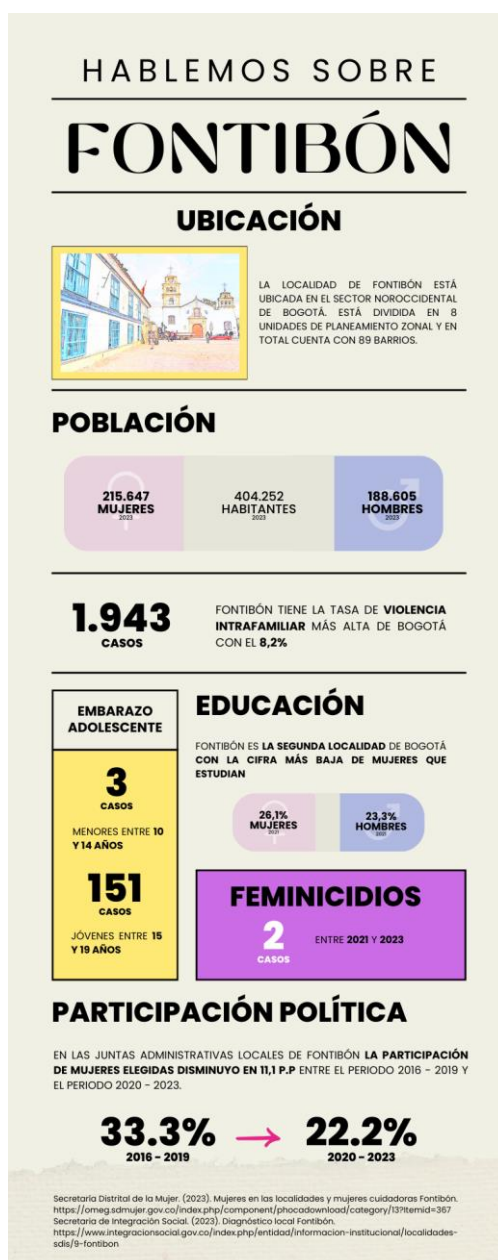 HABLEMOS SOBRE
FONTIBÓN
UBICACIÓN
LA LOCALIDAD DE FONTIBÓN ESTÁ
UBICADA EN EL SECTOR NOROCCIDENTAL
DE BOGOTÁ. ESTÁ DIVIDIDA EN 8
UNIDADES DE PLANEAMIENTO ZONAL Y EN
TOTAL CUENTA CON 89 BARRIOS.
POBLACIÓN
215.647
MUJERES
2023
404.252
HABITANTES
2023
188.605
HOMBRES
2023
1.943
CASOS
FONTIBÓN TIENE LA TASA DE VIOLENCIA
INTRAFAMILIAR MÁS ALTA DE BOGOTÁ
CON EL 8,2%
EMBARAZO
ADOLESCENTE
3
CASOS
MENORES ENTRE 10
Y 14 AÑOS
151
CASOS
JÓVENES ENTRE 15
Y 19 AÑOS
EDUCACIÓN
FONTIBÓN ES LA SEGUNDA LOCALIDAD DE BOGOTÁ
CON LA CIFRA MÁS BAJA DE MUJERES QUE
ESTUDIAN
26,1%
MUJERES
2021
23,3%
HOMBRES
2021
FEMINICIDIOS
2
CASOS
ENTRE 2021 Y 2023
PARTICIPACIÓN POLÍTICA
EN LAS JUNTAS ADMINISTRATIVAS LOCALES DE FONTIBÓN LA PARTICIPACIÓN
DE MUJERES ELEGIDAS DISMINUYO EN 11,1 P.P ENTRE EL PERIODO 2016 - 2019 Y
EL PERIODO 2020 - 2023.
33.3%
2016 - 2019
22.2%
2020 - 2023
Secretaría Distrital de la Mujer. (2023). Mujeres en las localidades y mujeres cuidadoras Fontibón.
https://omeg.sdmujer.gov.co/index.php/component/phocadownload/category/13?Itemid=367
Secretaria de Integración Social. (2023). Diagnóstico local Fontibón.
https://www.integracionsocial.gov.co/index.php/entidad/informacion-institucional/localidades-
sdis/9-fontibon